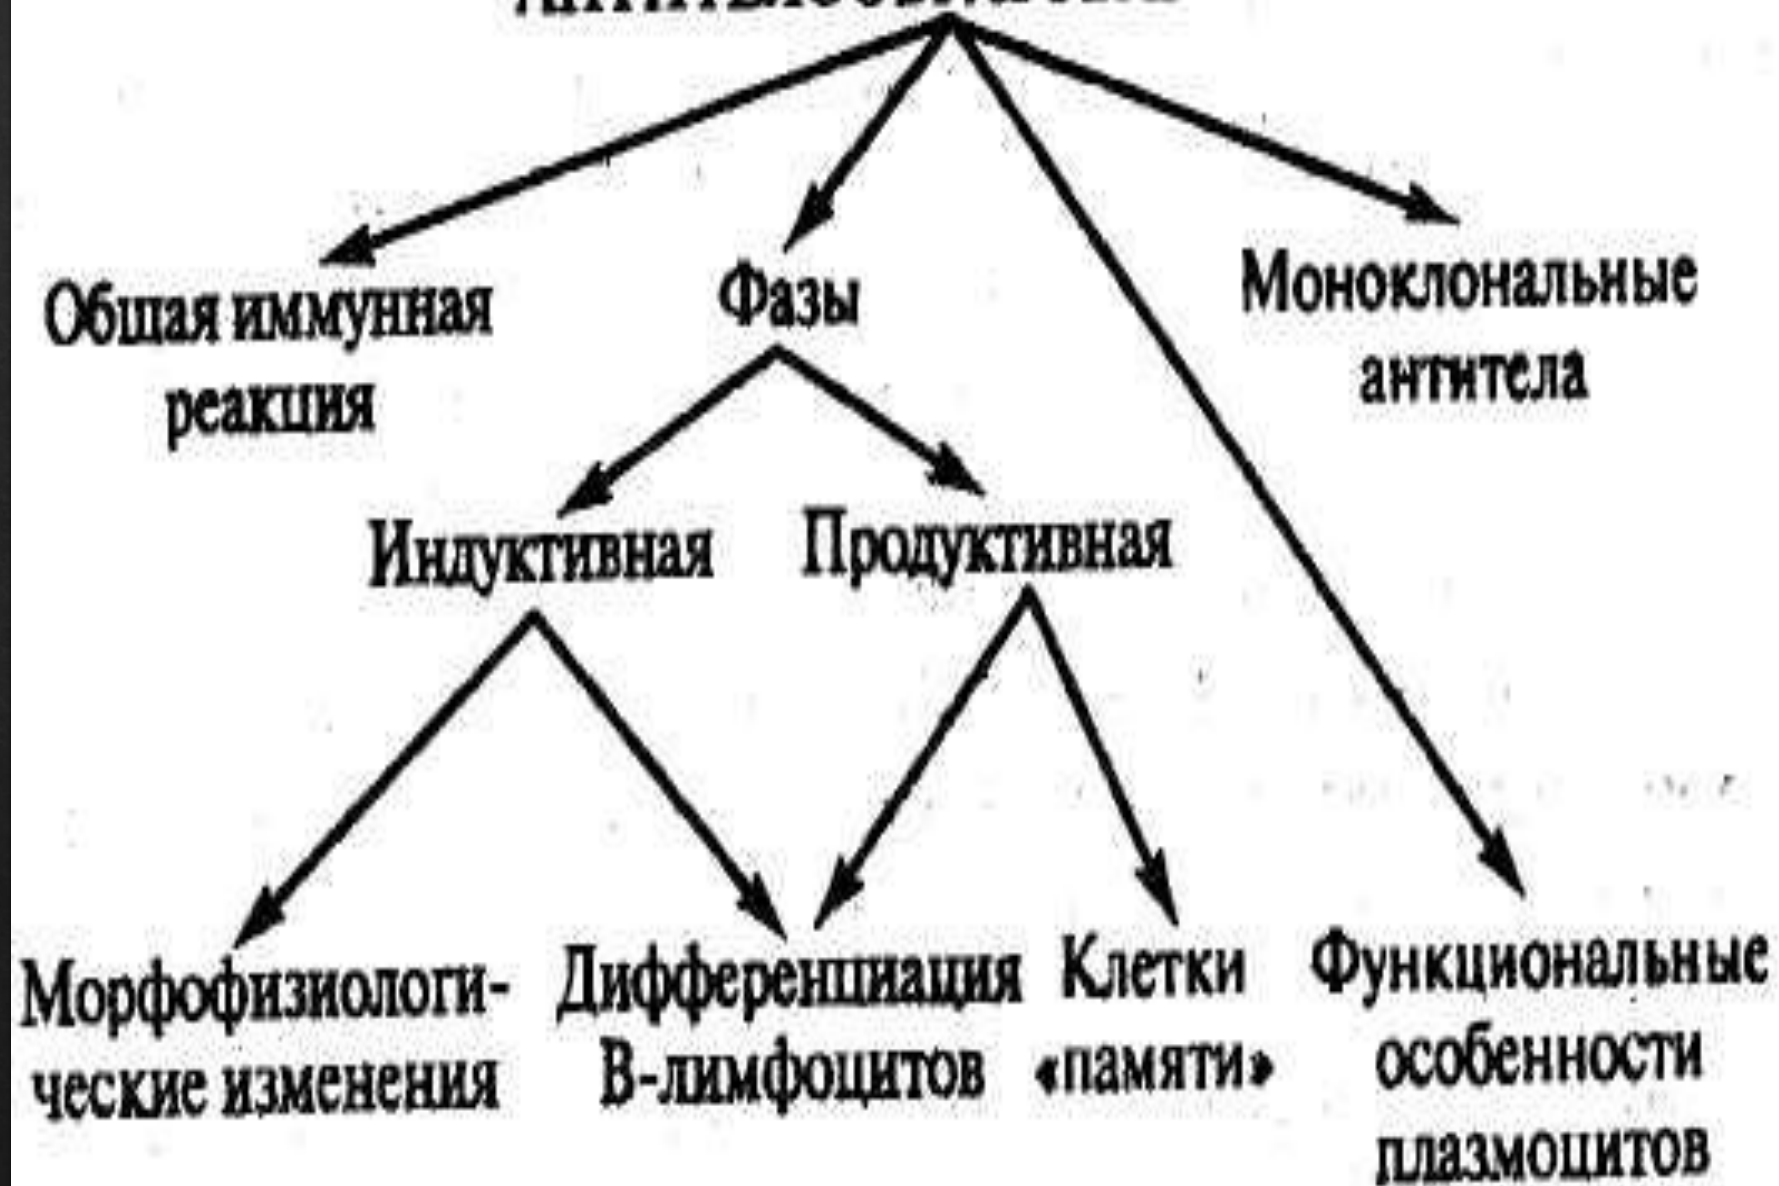 Общая иммунная
реакция
Фазы
Моноклональные
антитела
Индуктивная
Продуктивная
Морфофизиологи-
ческие изменения
Дифференциация
В-лимфоцитов
Клетки
«памяти»
Функциональные
особенности
плазмоцитов